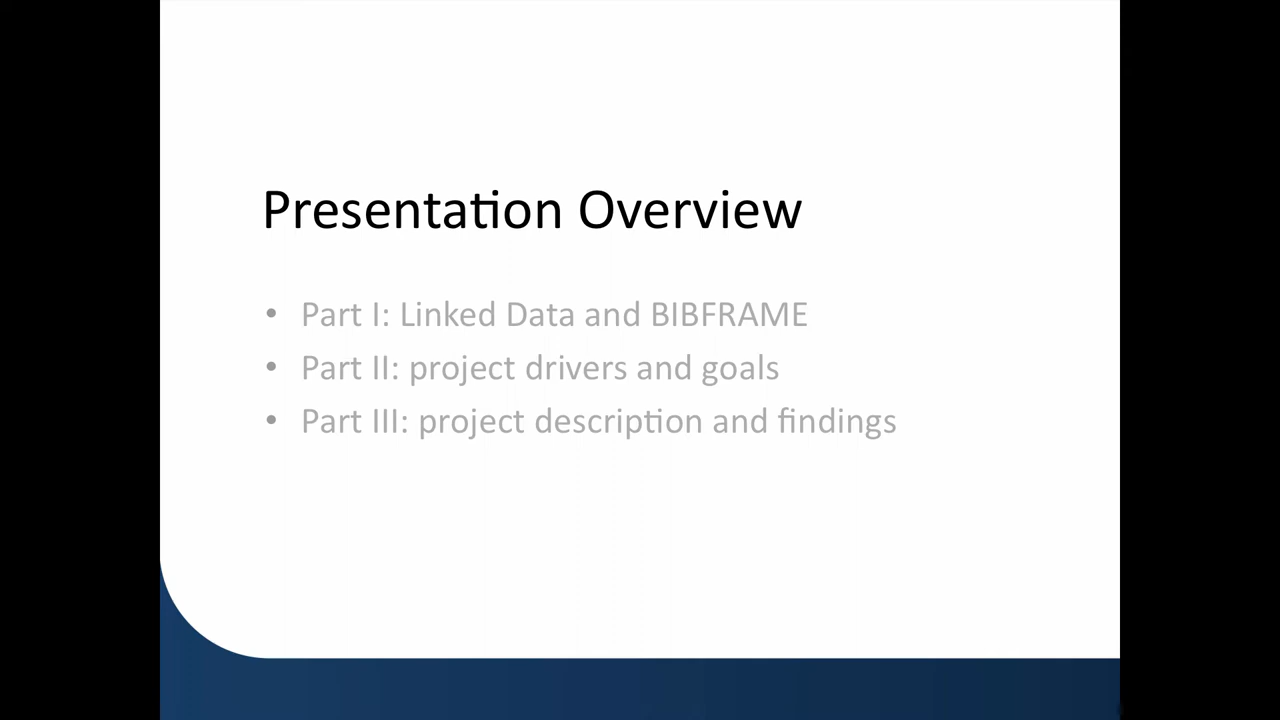 Presentation Overview
• Part I: Linked Data and BIBFRAME
• Part II: project drivers and goals
• Part III: project description and findings